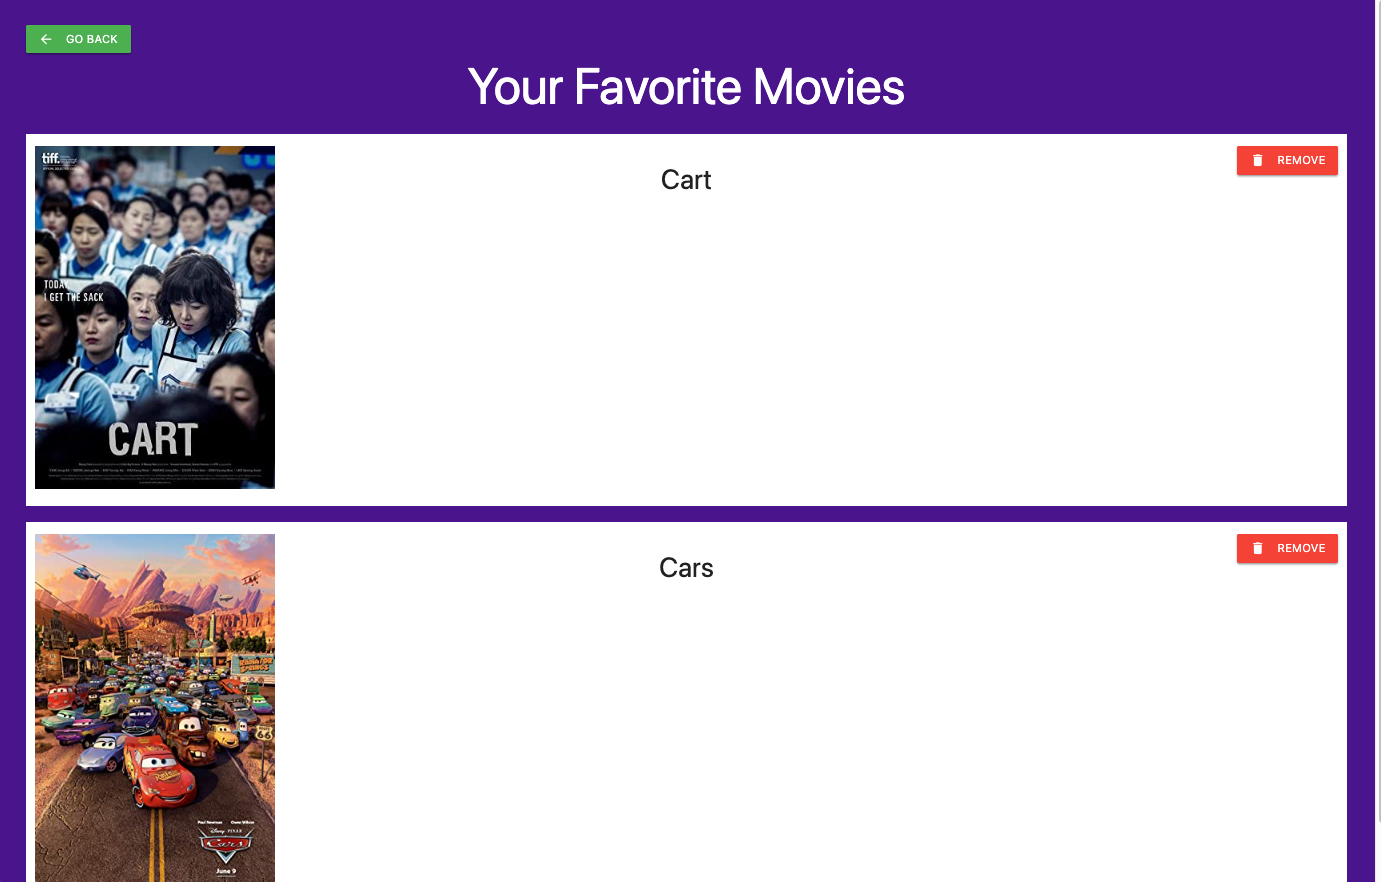 GO BACK
Your Favorite Movies
Cart
REMOVE
tiff.
TODAY,
I GET THE SACK
CART
Cars
REMOVE
RADIATOR
SPRINGS
ROUTE
66
Paul Newman Owen Wilson
Disney PIXAR
Cars
June 9